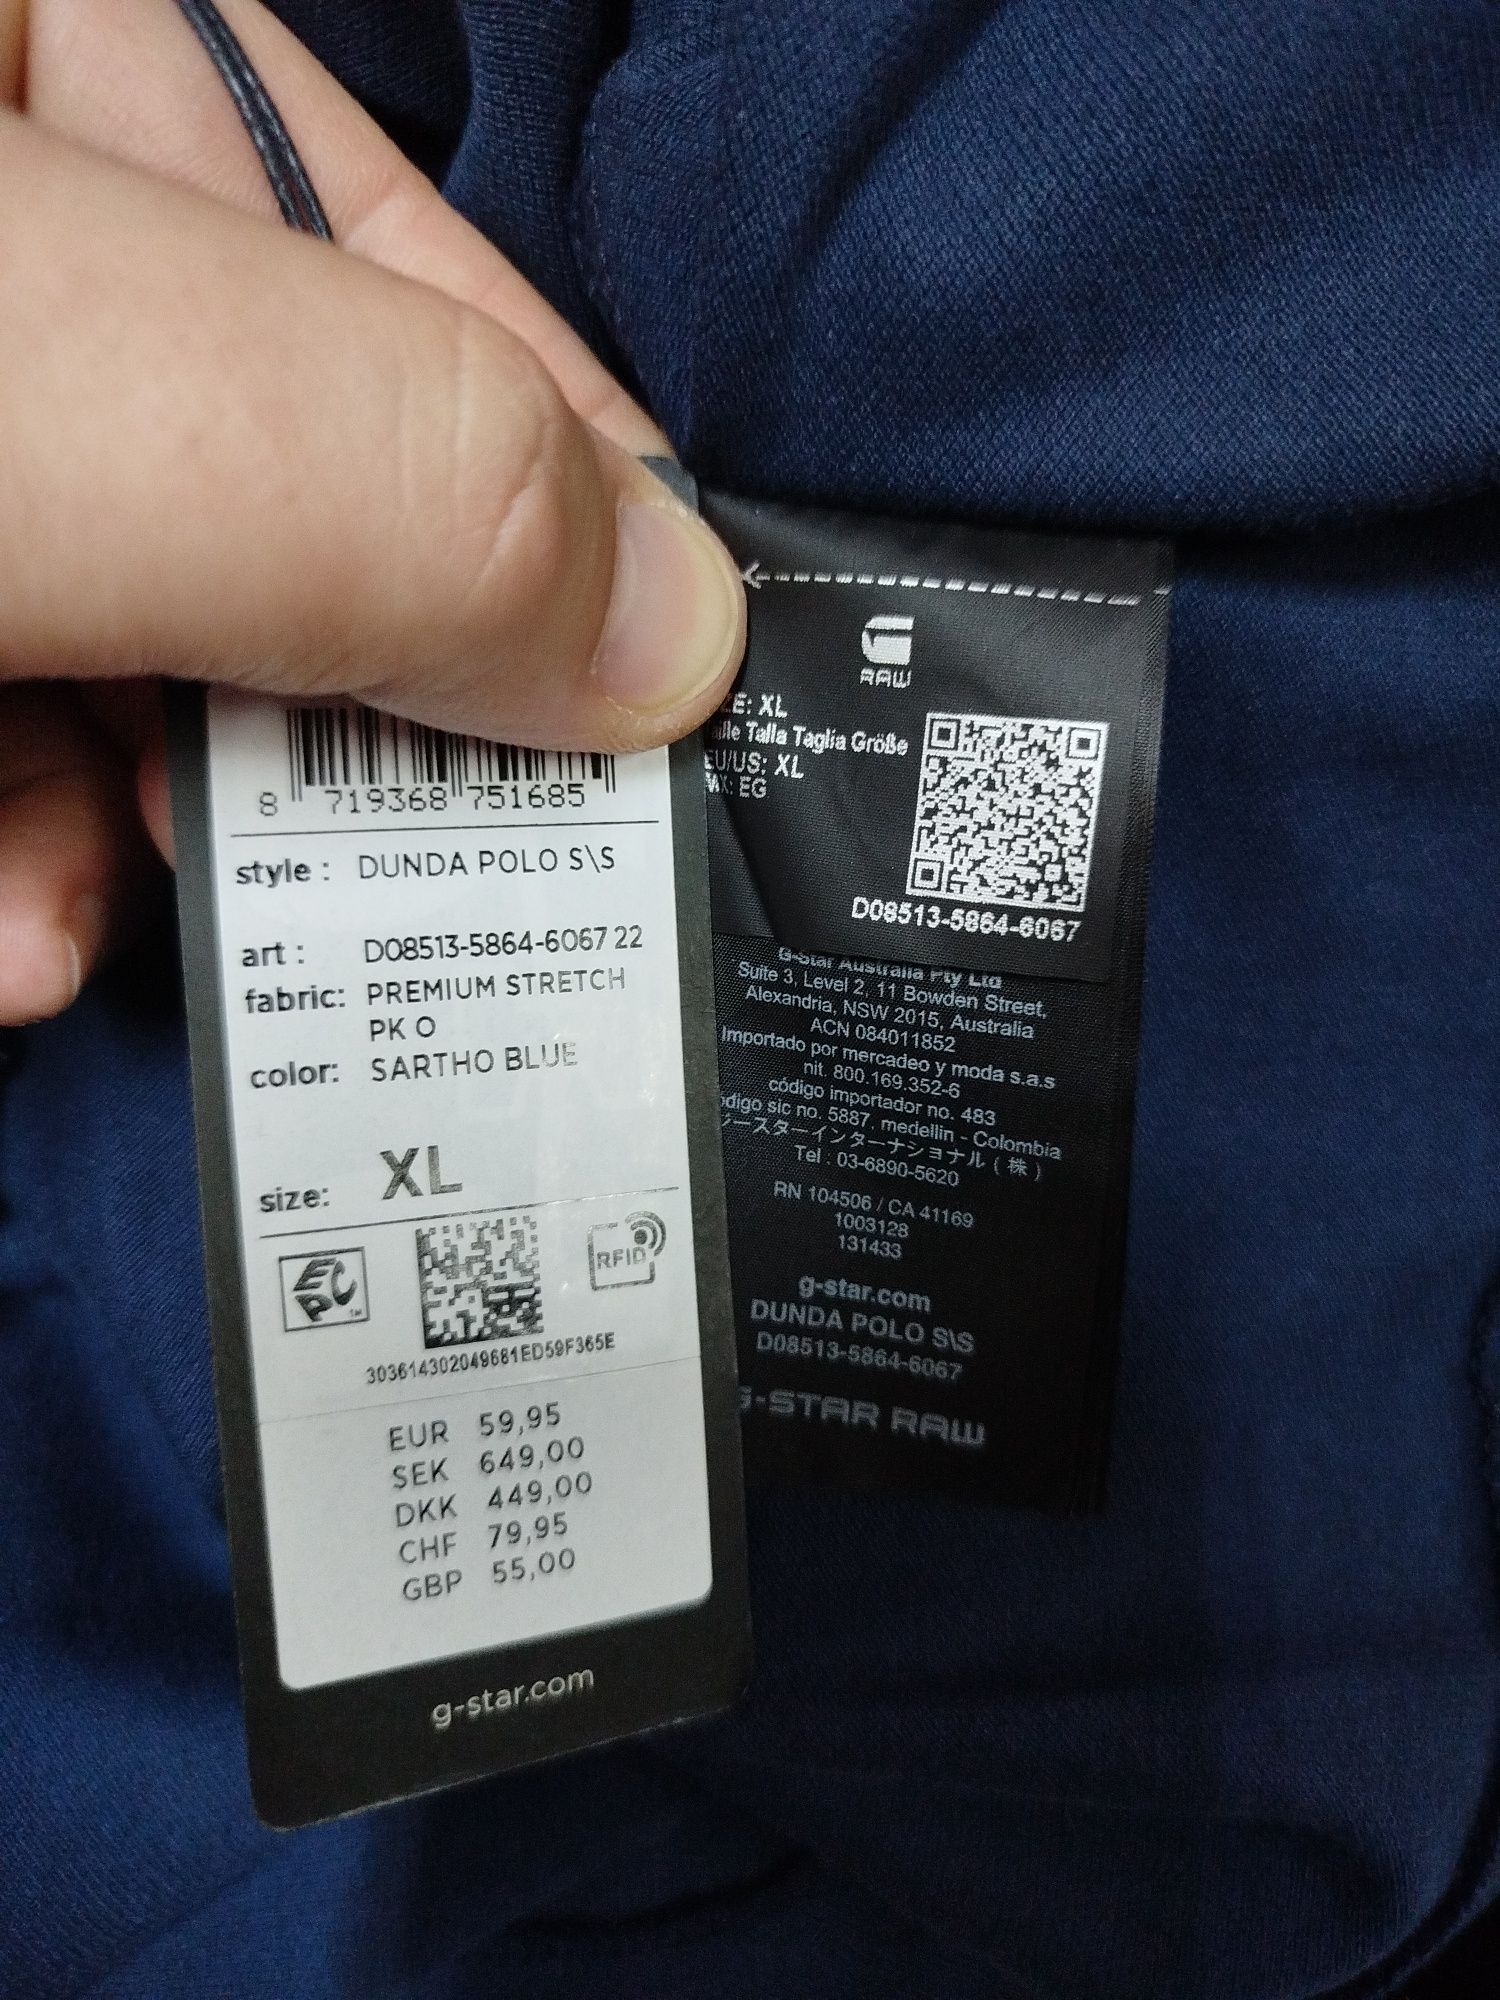 8 719368 751685
style : DUNDA POLO S\S
art : D08513-5864-6067 22
fabric: PREMIUM STRETCH
PK O
color: SARTHO BLUE
size: XL
EPC™
RFID
303614302049681ED59F365E
EUR 59,95
SEK 649,00
DKK 449,00
CHF 79,95
GBP 55,00
g-star.com
RAW
E: XL
Talla Taglia Größe
EU/US: XL
EG
D08513-5864-6067
G-Star Australia Pty Ltd
Suite 3, Level 2, 11 Bowden Street,
Alexandria, NSW 2015, Australia
ACN 084011852
Importado por mercadeo y moda s.a.s
nit. 800.169.352-6
código importador no. 483
digo sic no. 5887. medellin - Colombia
ースターインターナショナル(株)
Tel : 03-6890-5620
RN 104506 / CA 41169
1003128
131433
g-star.com
DUNDA POLO S\S
D08513-5864-6067
G-STAR RAW